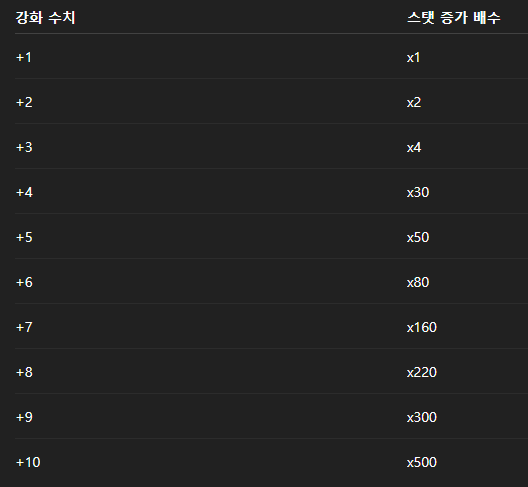 강화 수치 스탯 증가 배수
+1 x1
+2 x2
+3 x4
+4 x30
+5 x50
+6 x80
+7 x160
+8 x220
+9 x300
+10 x500